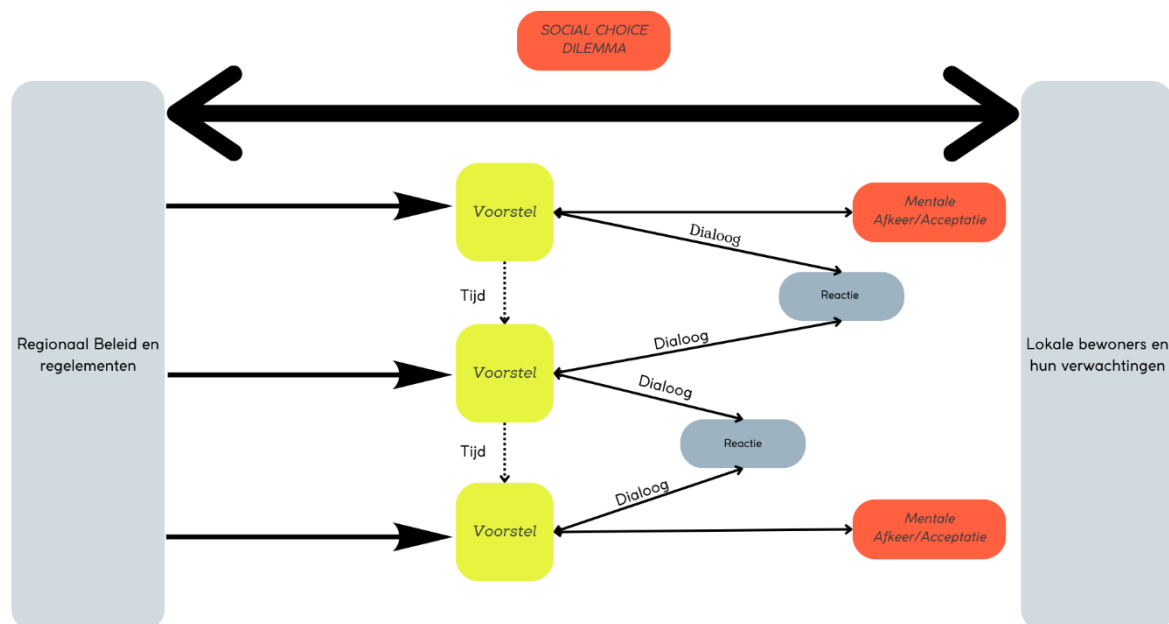 SOCIAL CHOICE
DILEMMA
Voorstel
Mentale
Afkeer/Acceptatie
Dialoog
Tijd
Reactie
Regionaal Beleid en
regelementen
Voorstel
Dialoog
Dialoog
Lokale bewoners en
hun verwachtingen
Tijd
Reactie
Dialoog
Voorstel
Mentale
Afkeer/Acceptatie